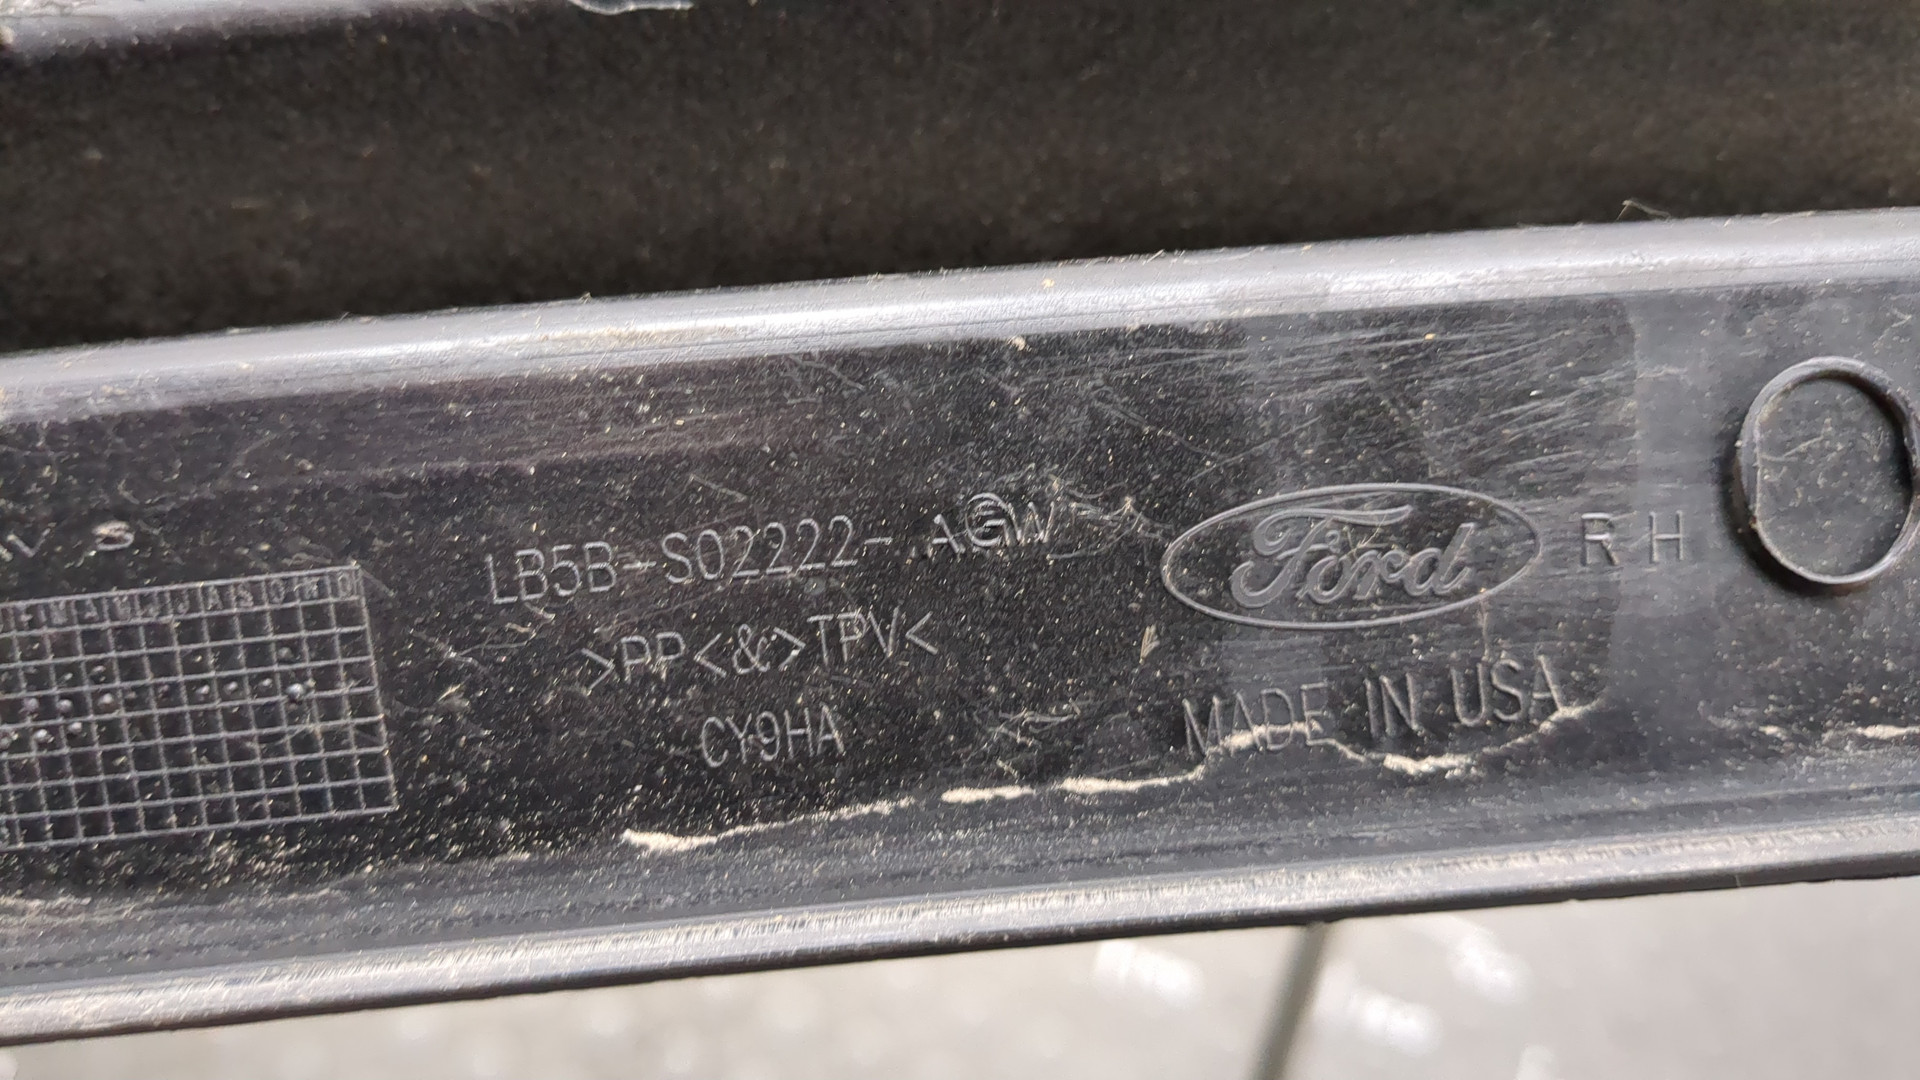 LB5B-S02222- AGW Ford RH
>PP<&>TPV<
CY9HA
MADE IN USA